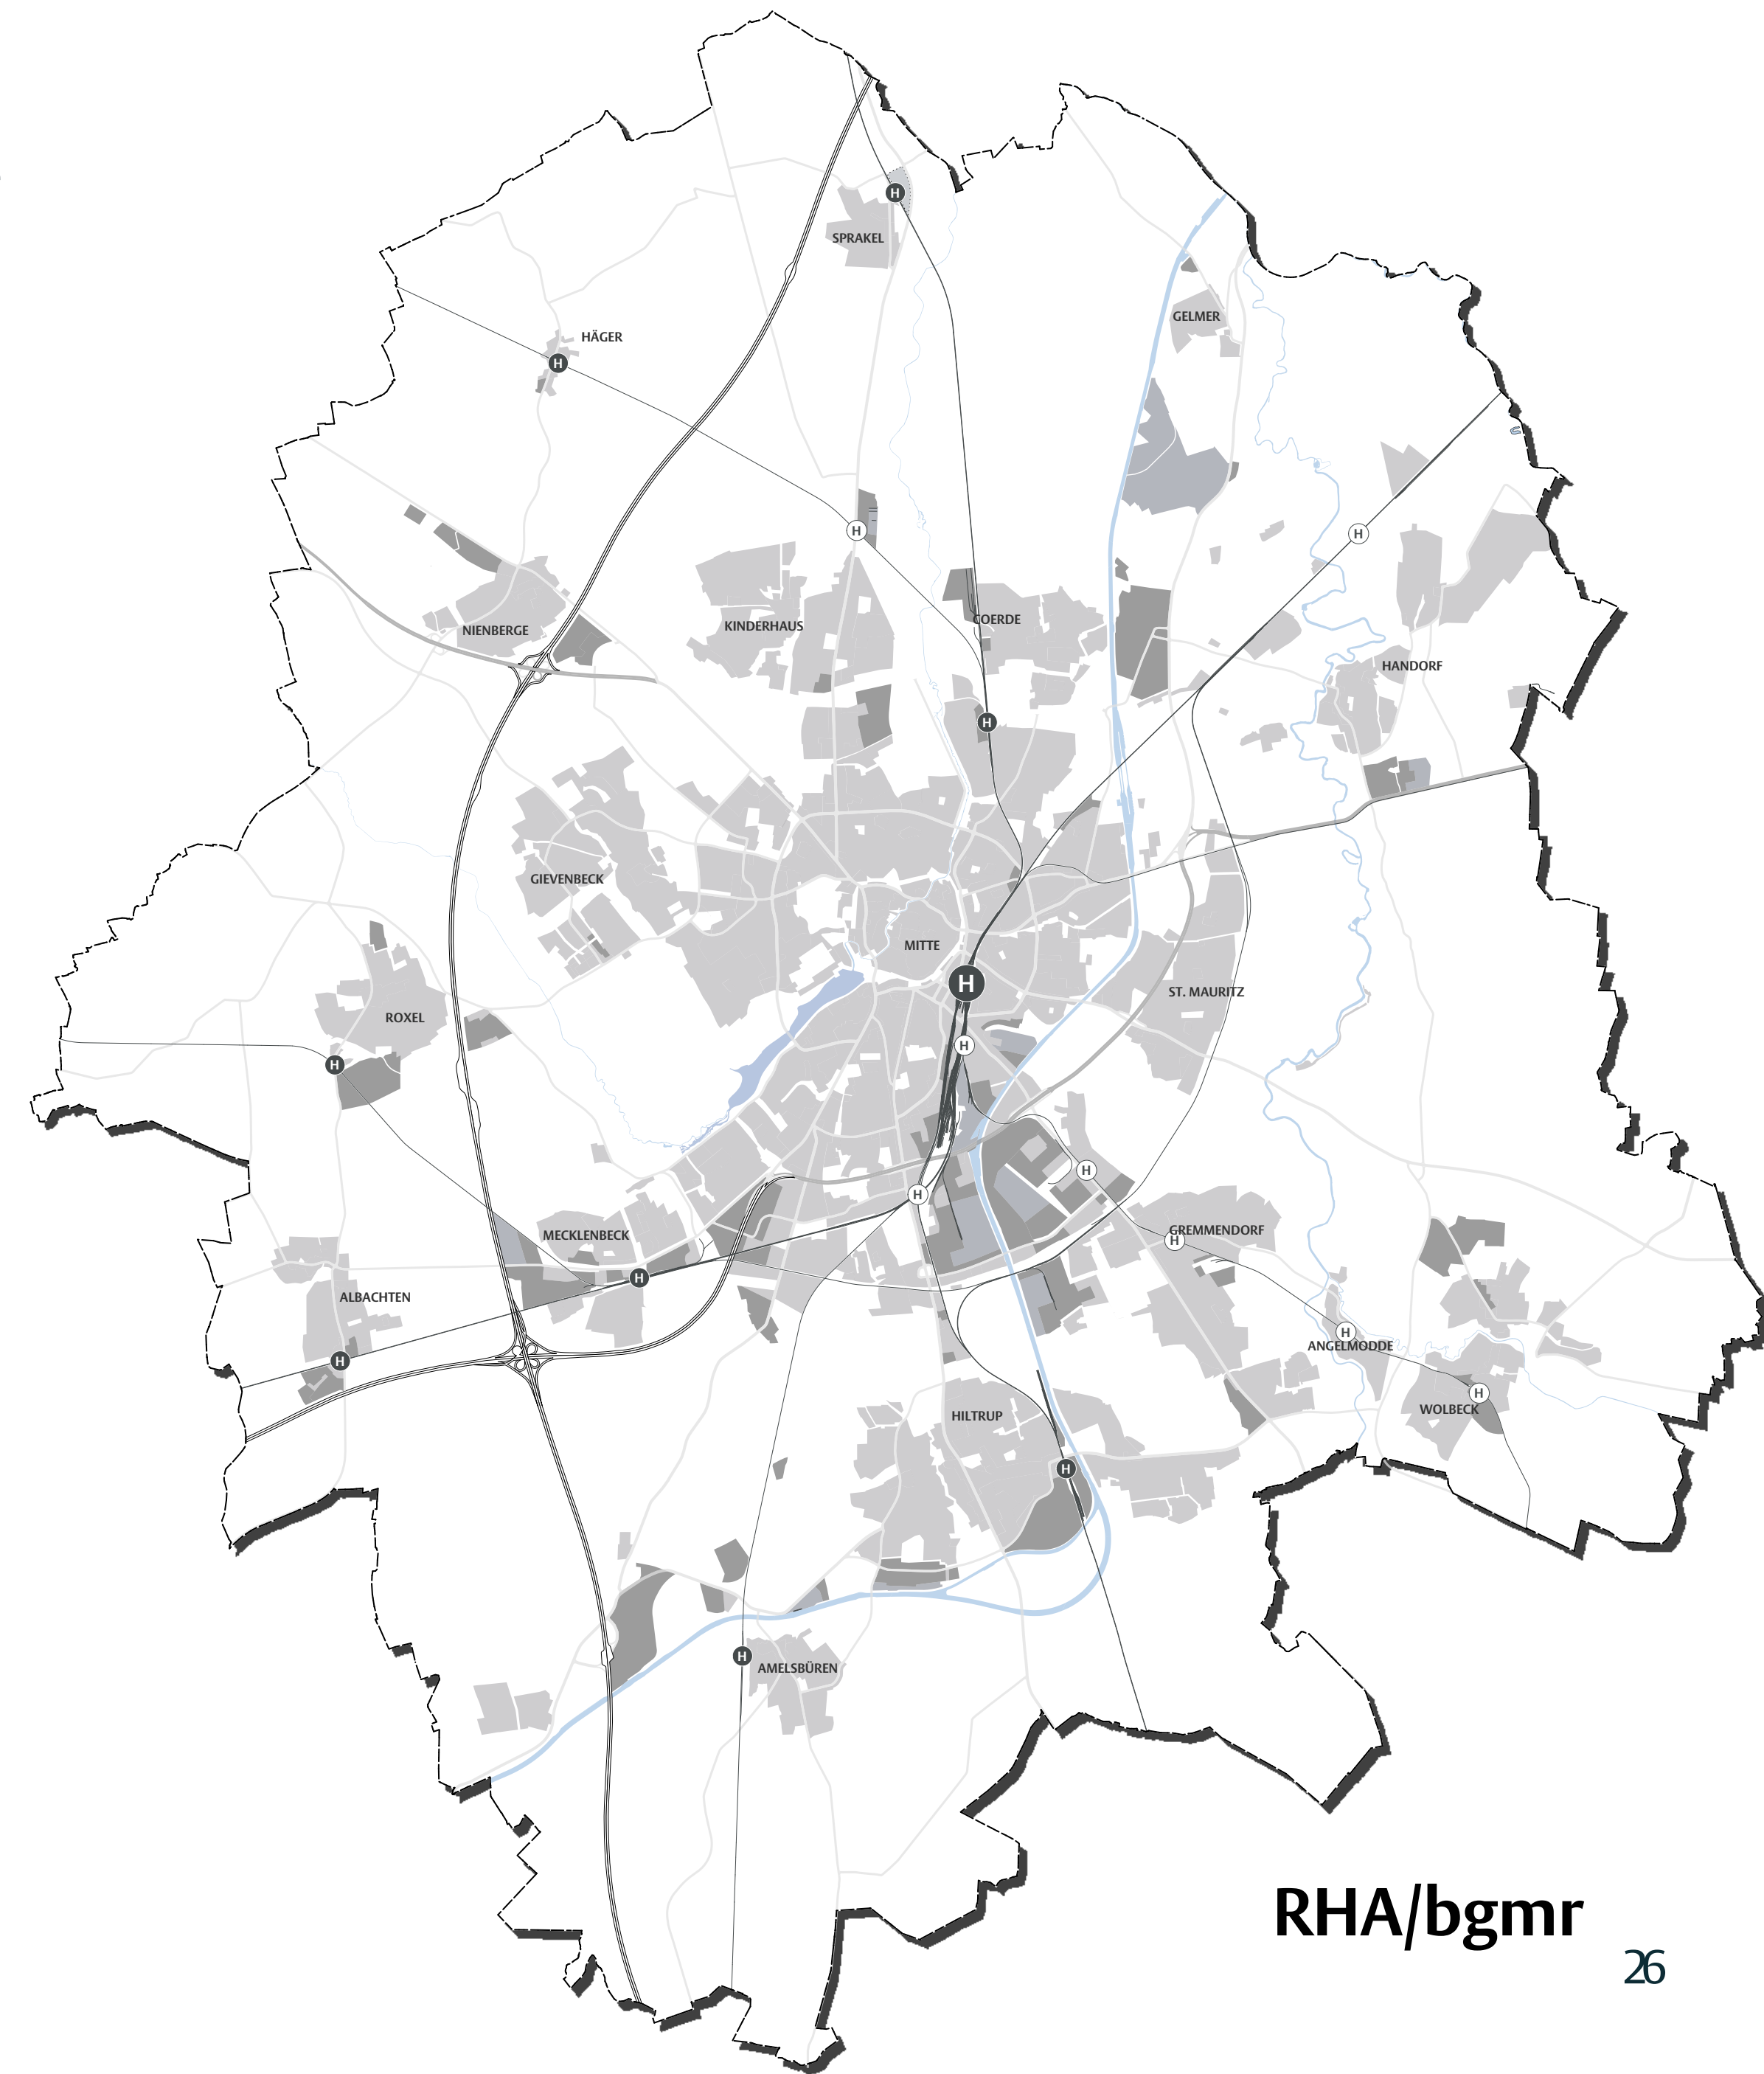 H
SPRAKEL
GELMER
HÄGER
H
H
H
COERDE
KINDERHAUS
NIENBERGE
HANDORF
H
GIEVENBECK
MITTE
H
ST. MAURITZ
ROXEL
H
H
H
H
GREMMENDORF
MECKLENBECK
H
H
ALBACHTEN
H
ANGELMODDE
H
H
WOLBECK
HILTRUP
H
H
AMELSBÜREN
RHA/bgmr
26